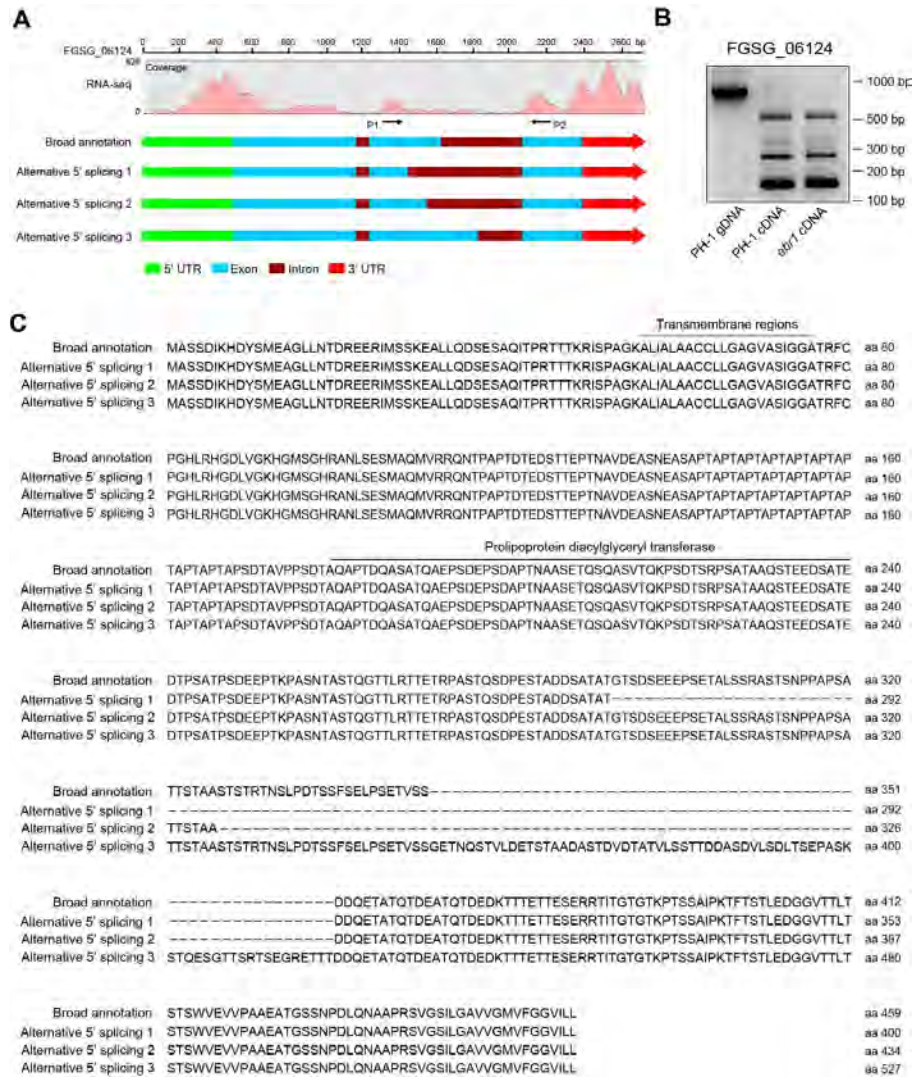 A
FGSG_06124 0 200 400 600 800 1000 1200 1400 1600 1800 2000 2200 2400 2600 bp
Coverage
RNA-seq
0
P1 P2
Broad annotation
Alternative 5' splicing 1
Alternative 5' splicing 2
Alternative 5' splicing 3
5' UTR Exon Intron 3' UTR
B
FGSG_06124
1000 bp
500 bp
300 bp
200 bp
100 bp
PH-1 gDNA
PH-1 cDNA
ebr1 cDNA
C
Transmembrane regions
Broad annotation MASSDIKHDYSMEAGLLNTDREERIMSSKEALLQDSESAQITPRTTTKRISPAGKALIALAACCLLGAGVASIGGATRFC aa 80
Alternative 5' splicing 1 MASSDIKHDYSMEAGLLNTDREERIMSSKEALLQDSESAQITPRTTTKRISPAGKALIALAACCLLGAGVASIGGATRFC aa 80
Alternative 5' splicing 2 MASSDIKHDYSMEAGLLNTDREERIMSSKEALLQDSESAQITPRTTTKRISPAGKALIALAACCLLGAGVASIGGATRFC aa 80
Alternative 5' splicing 3 MASSDIKHDYSMEAGLLNTDREERIMSSKEALLQDSESAQITPRTTTKRISPAGKALIALAACCLLGAGVASIGGATRFC aa 80
Broad annotation PGHLRHGDLVGKHGMSGHRANLSESMAQMVRRQNTPAPTDTEDSTTEPTNAVDEASNEASAPTAPTAPTAPTAPTAPTAP aa 160
Alternative 5' splicing 1 PGHLRHGDLVGKHGMSGHRANLSESMAQMVRRQNTPAPTDTEDSTTEPTNAVDEASNEASAPTAPTAPTAPTAPTAPTAP aa 160
Alternative 5' splicing 2 PGHLRHGDLVGKHGMSGHRANLSESMAQMVRRQNTPAPTDTEDSTTEPTNAVDEASNEASAPTAPTAPTAPTAPTAPTAP aa 160
Alternative 5' splicing 3 PGHLRHGDLVGKHGMSGHRANLSESMAQMVRRQNTPAPTDTEDSTTEPTNAVDEASNEASAPTAPTAPTAPTAPTAPTAP aa 160
Prolipoprotein diacylglyceryl transferase
Broad annotation TAPTAPTAPSDTAVPPSDTAQAPTDQASATQAEPSDEPSDAPTNAASETQSQASVTQKPSDTSRPSATAAQSTEEDSATE aa 240
Alternative 5' splicing 1 TAPTAPTAPSDTAVPPSDTAQAPTDQASATQAEPSDEPSDAPTNAASETQSQASVTQKPSDTSRPSATAAQSTEEDSATE aa 240
Alternative 5' splicing 2 TAPTAPTAPSDTAVPPSDTAQAPTDQASATQAEPSDEPSDAPTNAASETQSQASVTQKPSDTSRPSATAAQSTEEDSATE aa 240
Alternative 5' splicing 3 TAPTAPTAPSDTAVPPSDTAQAPTDQASATQAEPSDEPSDAPTNAASETQSQASVTQKPSDTSRPSATAAQSTEEDSATE aa 240
Broad annotation DTPSATPSDEEPTKPASNTASTQGTTLRTTETRPASTQSDPESTADDSATATGTSDSEEEPSETALSSRASTSNPPAPSA aa 320
Alternative 5' splicing 1 DTPSATPSDEEPTKPASNTASTQGTTLRTTETRPASTQSDPESTADDSATAT---------------------------- aa 292
Alternative 5' splicing 2 DTPSATPSDEEPTKPASNTASTQGTTLRTTETRPASTQSDPESTADDSATATGTSDSEEEPSETALSSRASTSNPPAPSA aa 320
Alternative 5' splicing 3 DTPSATPSDEEPTKPASNTASTQGTTLRTTETRPASTQSDPESTADDSATATGTSDSEEEPSETALSSRASTSNPPAPSA aa 320
Broad annotation TTSTAASTSTRTNSLPDTSSFSELPSETVSS------------------------------------------------- aa 351
Alternative 5' splicing 1 -------------------------------------------------------------------------------- aa 292
Alternative 5' splicing 2 TTSTAA-------------------------------------------------------------------------- aa 326
Alternative 5' splicing 3 TTSTAASTSTRTNSLPDTSSFSELPSETVSSGETNQSTVLDETSTAADASTDVDTATVLSSTTDDASDVLSDLTSEPASK aa 400
Broad annotation -------------------DDQETATQTDEATQTDEDKTTTETTESERRTITGTGTKPTSSAIPKTFTSTLEDGGVTTLT aa 412
Alternative 5' splicing 1 -------------------DDQETATQTDEATQTDEDKTTTETTESERRTITGTGTKPTSSAIPKTFTSTLEDGGVTTLT aa 353
Alternative 5' splicing 2 -------------------DDQETATQTDEATQTDEDKTTTETTESERRTITGTGTKPTSSAIPKTFTSTLEDGGVTTLT aa 387
Alternative 5' splicing 3 STQESGTTSRTSEGRETTTDDQETATQTDEATQTDEDKTTTETTESERRTITGTGTKPTSSAIPKTFTSTLEDGGVTTLT aa 480
Broad annotation STSWVEVVPAAEATGSSNPDLQNAAPRSVGSILGAVVGMVFGGVILL aa 459
Alternative 5' splicing 1 STSWVEVVPAAEATGSSNPDLQNAAPRSVGSILGAVVGMVFGGVILL aa 400
Alternative 5' splicing 2 STSWVEVVPAAEATGSSNPDLQNAAPRSVGSILGAVVGMVFGGVILL aa 434
Alternative 5' splicing 3 STSWVEVVPAAEATGSSNPDLQNAAPRSVGSILGAVVGMVFGGVILL aa 527